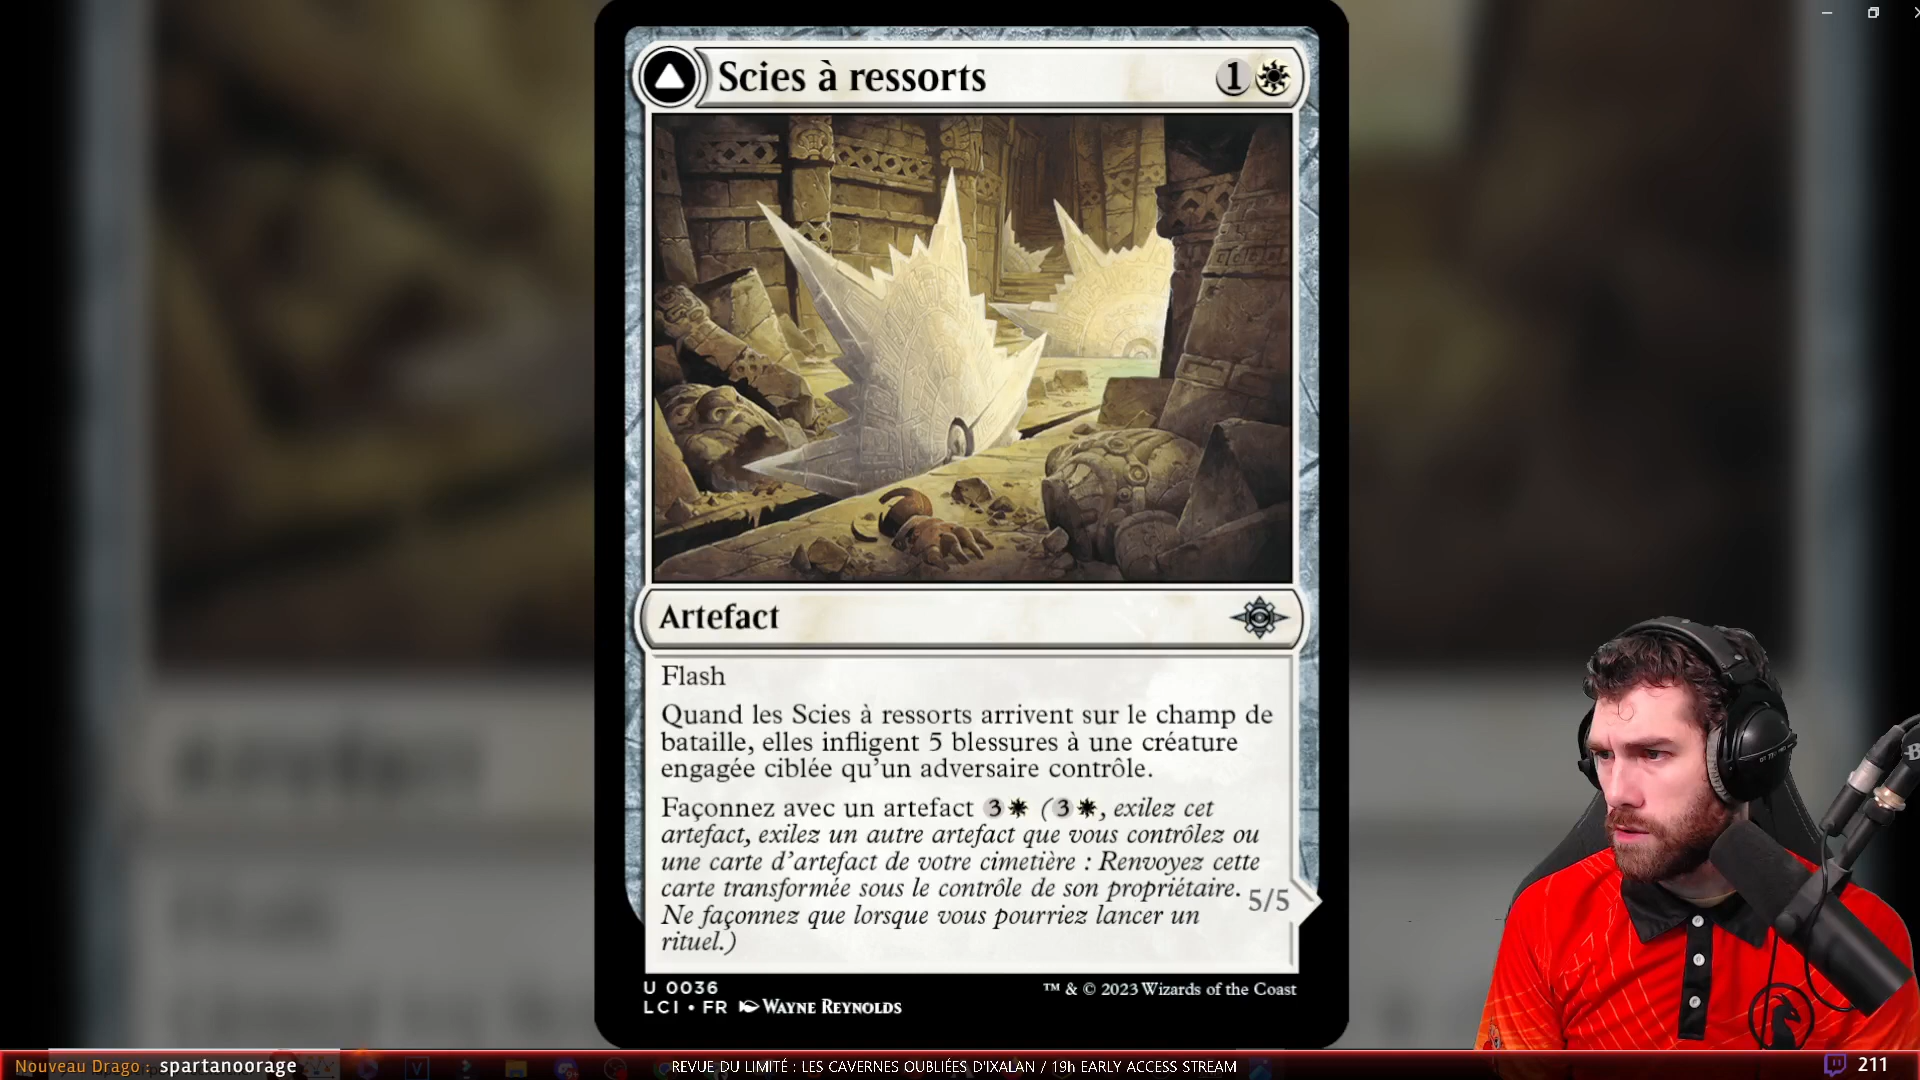 Scies à ressorts 1
Artefact
Flash
Quand les Scies à ressorts arrivent sur le champ de
bataille, elles infligent 5 blessures à une créature
engagée ciblée qu'un adversaire contrôle.
Façonnez avec un artefact 3 (3, exilez cet
artefact, exilez un autre artefact que vous contrôlez ou
une carte d'artefact de votre cimetière : Renvoyez cette
carte transformée sous le contrôle de son propriétaire.
Ne façonnez que lorsque vous pourriez lancer un
rituel.)
5/5
U 0036
LCI • FR WAYNE REYNOLDS
™ & © 2023 Wizards of the Coast
Nouveau Drago : spartanoorage
REVUE DU LIMITÉ : LES CAVERNES OUBLIÉES D'IXALAN / 19h EARLY ACCESS STREAM
211